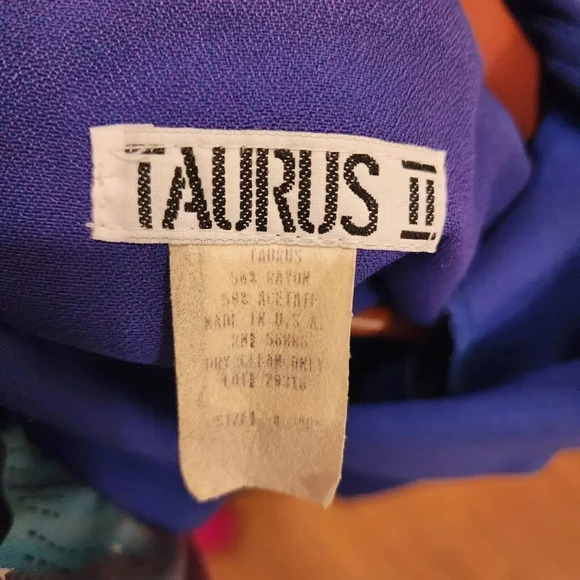 TAURUS II
TAURUS
50% RAYON
50% ACETATE
MADE IN U.S.A.
DRY CLEAN ONLY
SIZE